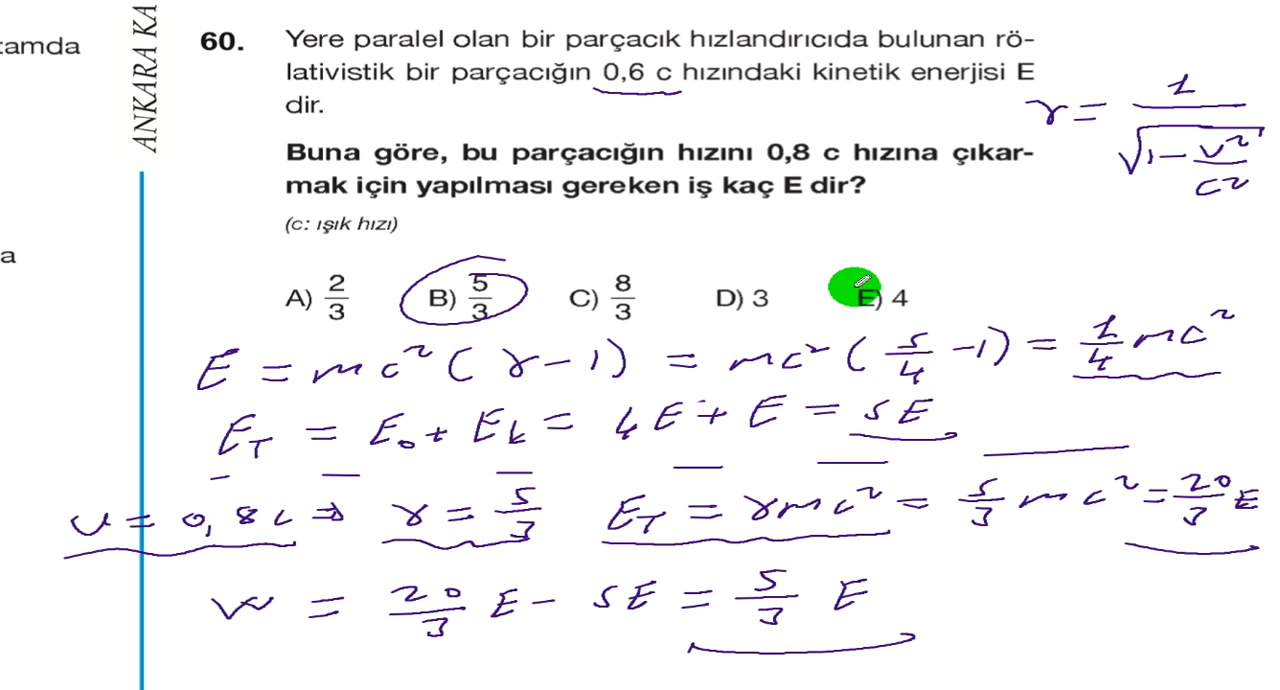 tamda
a
ANKARA KA
60. Yere paralel olan bir parçacık hızlandırıcıda bulunan rö-
lativistik bir parçacığın 0,6 c hızındaki kinetik enerjisi E
dir.
γ = 1 / √(1 - v²/c²)
Buna göre, bu parçacığın hızını 0,8 c hızına çıkar-
mak için yapılması gereken iş kaç E dir?
(c: ışık hızı)
A) 2/3 B) 5/3 C) 8/3 D) 3 E) 4
E = mc² (γ - 1) = mc² (5/4 - 1) = 1/4 mc²
E_T = E₀ + E_k = 4E + E = 5E
v = 0,8c ⇒ γ = 5/3 E_T = γmc² = 5/3 mc² = 20/3 E
W = 20/3 E - 5E = 5/3 E